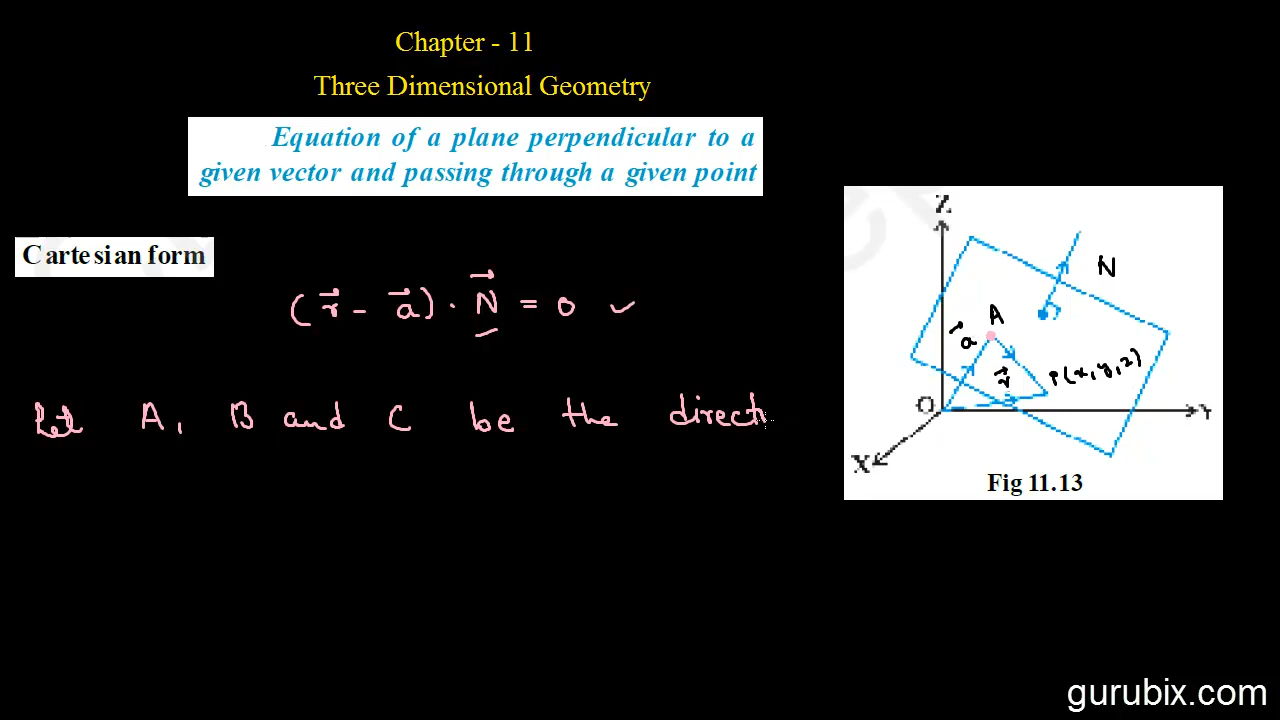 Chapter - 11
Three Dimensional Geometry
Equation of a plane perpendicular to a
given vector and passing through a given point
Cartesian form
(r⃗ - a⃗) · N⃗ = 0 ✓
Let A, B and C be the direct
Z
N
A
a⃗
r⃗
P(x, y, z)
O
Y
X
Fig 11.13
gurubix.com